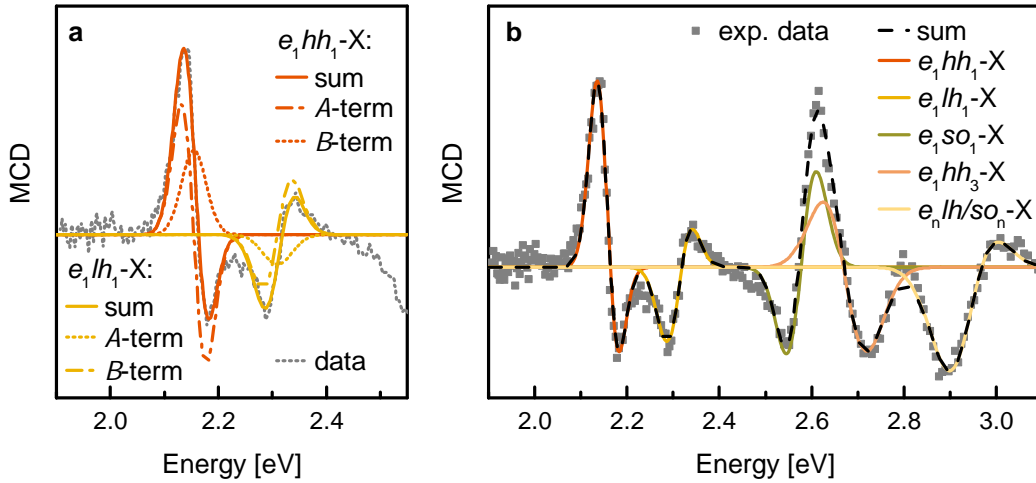 a
e₁hh₁-X:
sum
A-term
B-term
e₁lh₁-X:
sum
A-term
B-term
data
MCD
2.0
2.2
2.4
Energy [eV]
b
exp. data
sum
e₁hh₁-X
e₁lh₁-X
e₁so₁-X
e₁hh₃-X
eₙlh/soₙ-X
MCD
2.0
2.2
2.4
2.6
2.8
3.0
Energy [eV]